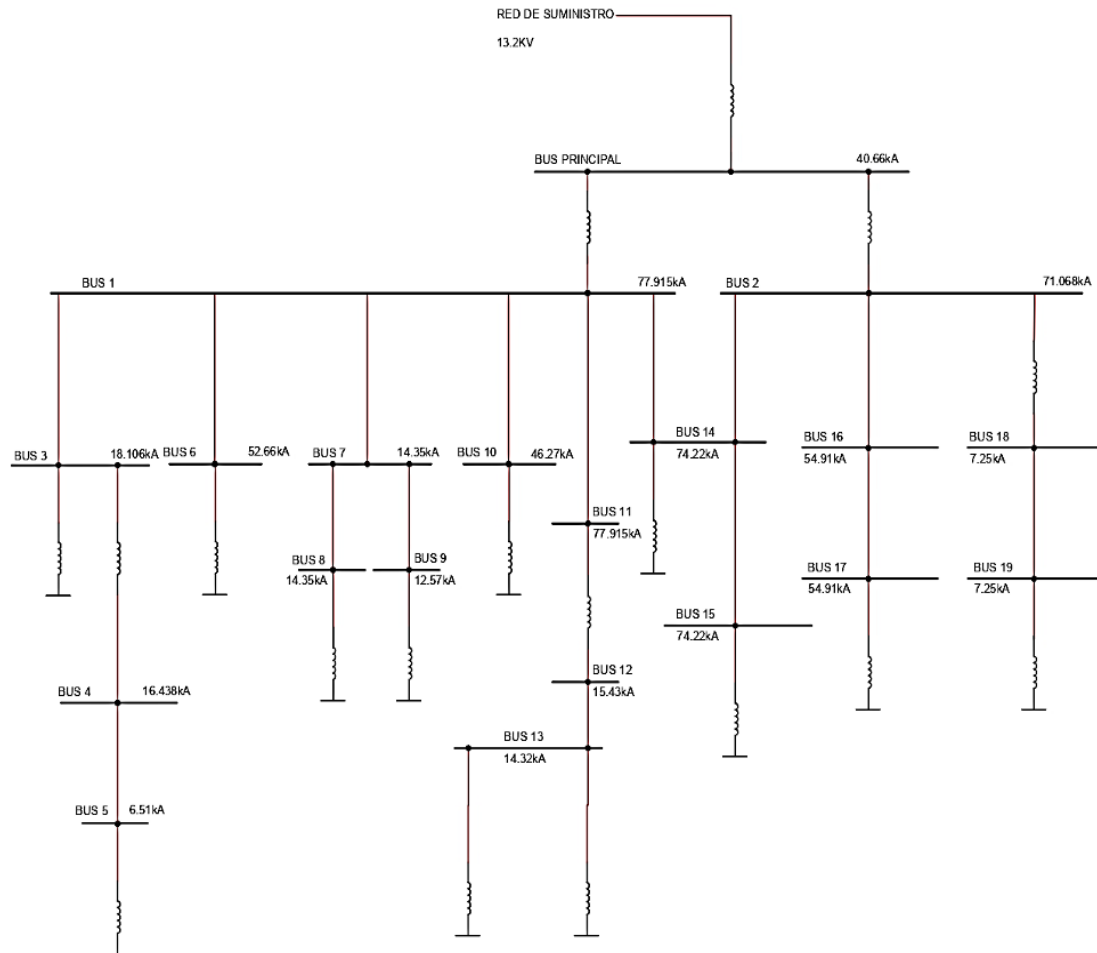 RED DE SUMINISTRO
13.2KV
BUS PRINCIPAL
40.66kA
BUS 1
77.915kA
BUS 2
71.068kA
BUS 3
18.106kA
BUS 6
52.66kA
BUS 7
14.35kA
BUS 10
46.27kA
BUS 14
74.22kA
BUS 16
54.91kA
BUS 18
7.25kA
BUS 11
77.915kA
BUS 8
14.35kA
BUS 9
12.57kA
BUS 17
54.91kA
BUS 19
7.25kA
BUS 15
74.22kA
BUS 12
15.43kA
BUS 4
16.438kA
BUS 13
14.32kA
BUS 5
6.51kA